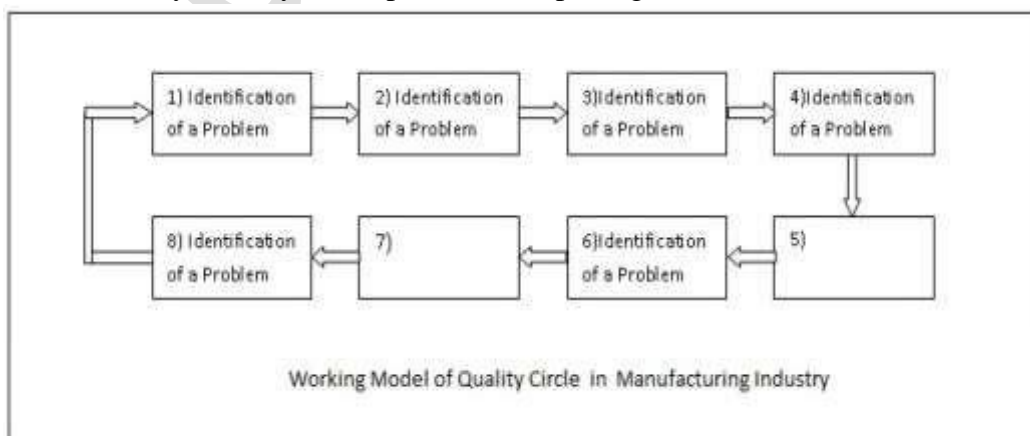 1) Identification
of a Problem
2) Identification
of a Problem
3)Identification
of a Problem
4)Identification
of a Problem
5)
6)Identification
of a Problem
7)
8) Identification
of a Problem
Working Model of Quality Circle in Manufacturing Industry